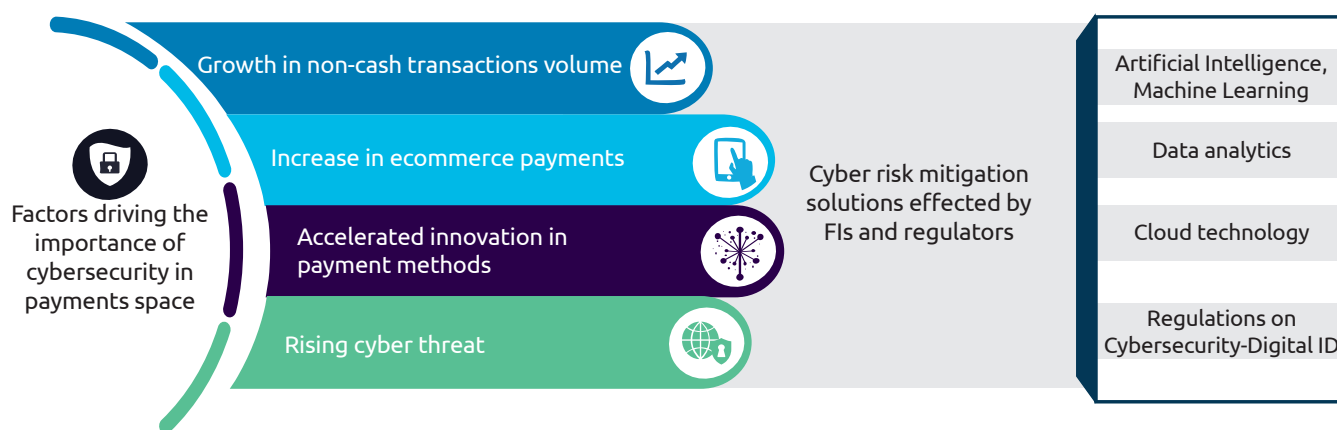 Factors driving the
importance of
cybersecurity in
payments space
Growth in non-cash transactions volume
Increase in ecommerce payments
Accelerated innovation in
payment methods
Rising cyber threat
Cyber risk mitigation
solutions effected by
FIs and regulators
Artificial Intelligence,
Machine Learning
Data analytics
Cloud technology
Regulations on
Cybersecurity-Digital ID